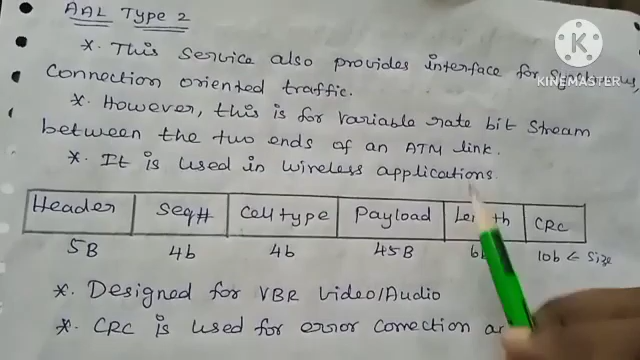 AAL Type 2
*. This service also provides interface for
connection oriented traffic.
*. However, this is for variable rate bit stream
between the two ends of an ATM link.
*. It is used in wireless applications.
Header Seq# Cell type Payload CRC
5B 4b 4b 45B 10b ← Size
*. Designed for VBR Video/Audio
*. CRC is used for error correction
KINEMASTER